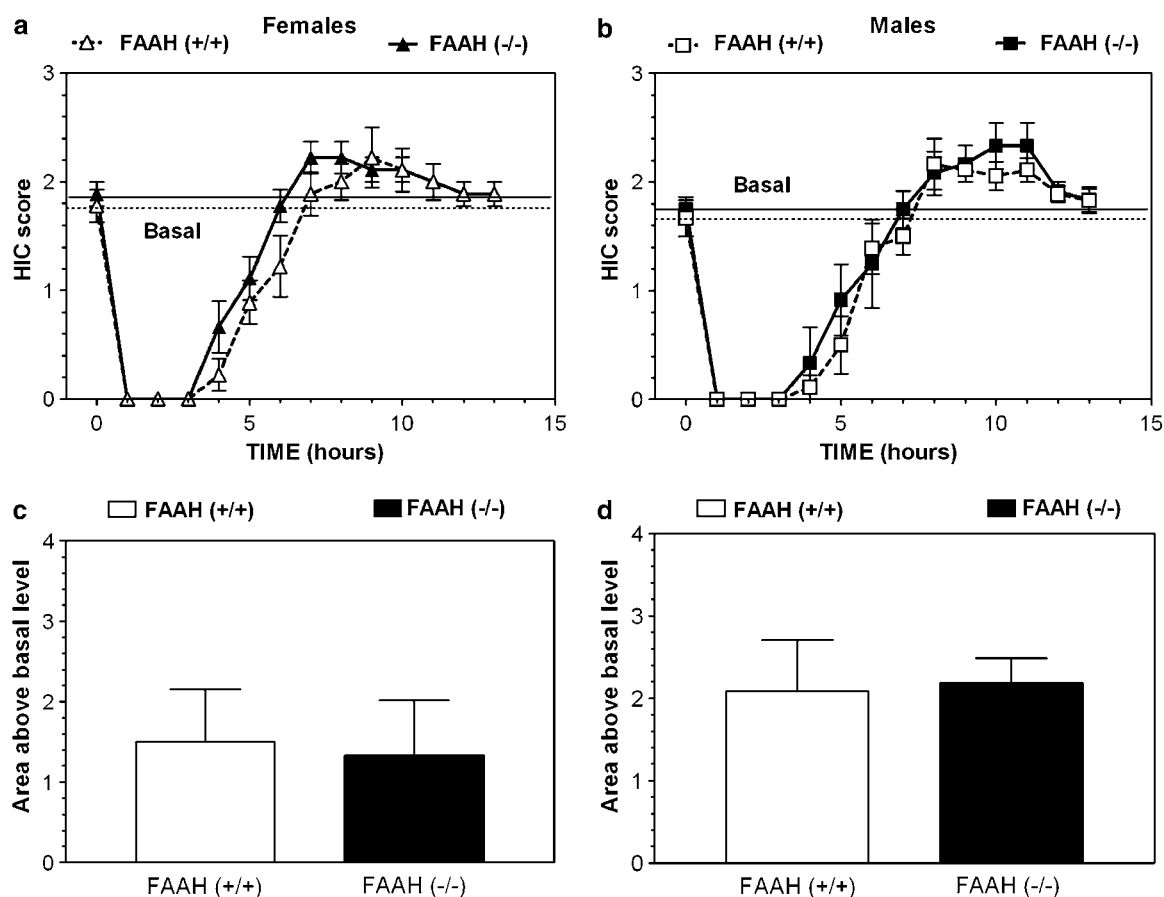 a Females
FAAH (+/+) FAAH (-/-)
3
2
1
0
HIC score
Basal
0 5 10 15
TIME (hours)
b Males
FAAH (+/+) FAAH (-/-)
3
2
1
0
HIC score
Basal
0 5 10 15
TIME (hours)
c FAAH (+/+) FAAH (-/-)
4
3
2
1
0
Area above basal level
FAAH (+/+) FAAH (-/-)
d FAAH (+/+) FAAH (-/-)
4
3
2
1
0
Area above basal level
FAAH (+/+) FAAH (-/-)